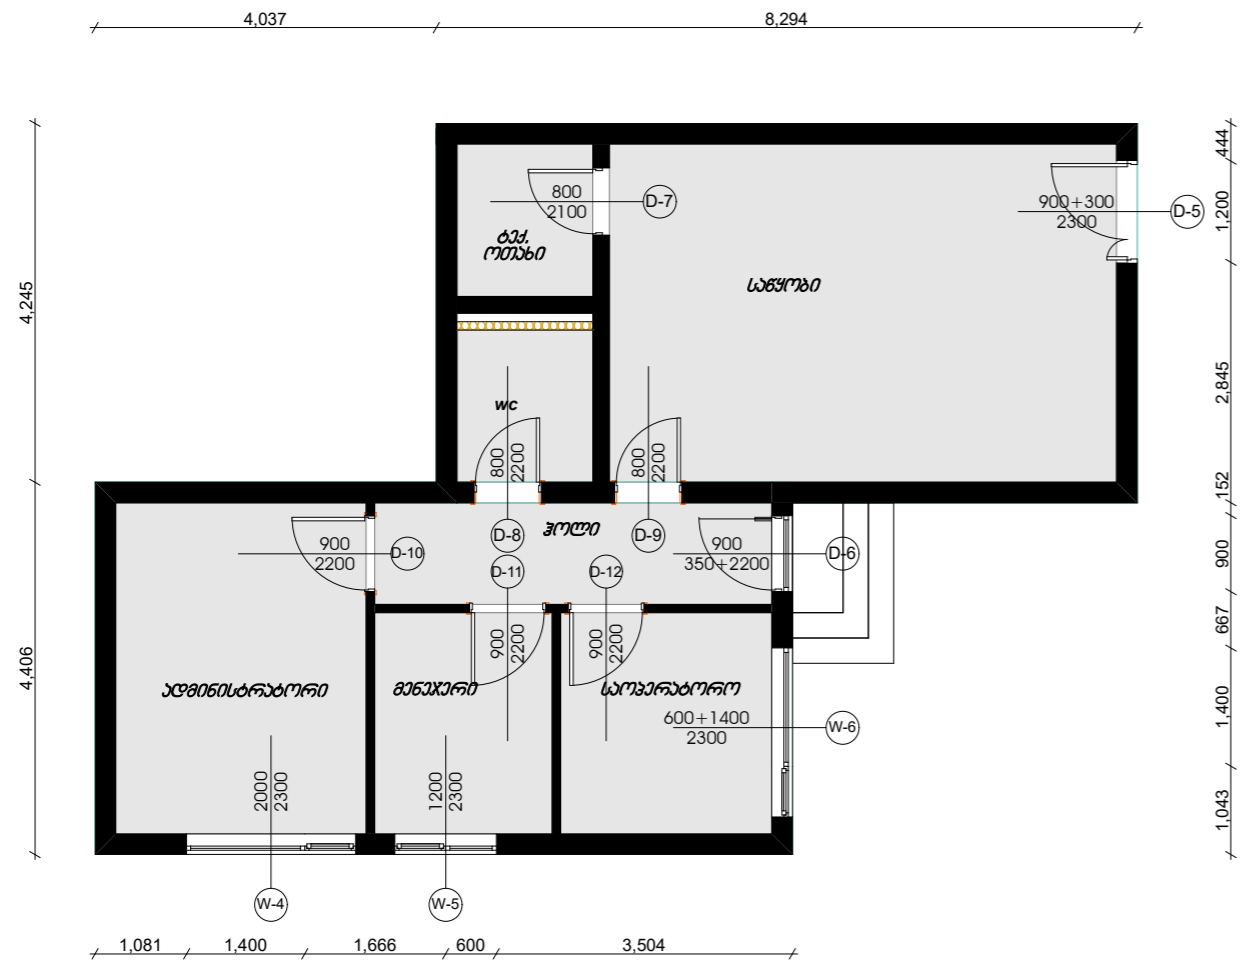 4,037
8,294
444
D-7
800
2100
900+300
2300
D-5
1,200
ტექ.
ოთახი
საწყობი
4,245
2,845
wc
800
2200
800
2200
152
D-8
ჰოლი
D-9
900
2200
D-10
900
350+2200
D-6
900
D-11
D-12
900
2200
900
2200
667
4,406
ადმინისტრატორი
მენეჯერი
საოპერატორო
600+1400
2300
W-6
1,400
2000
2300
1200
2300
1,043
W-4
W-5
1,081
1,400
1,666
600
3,504